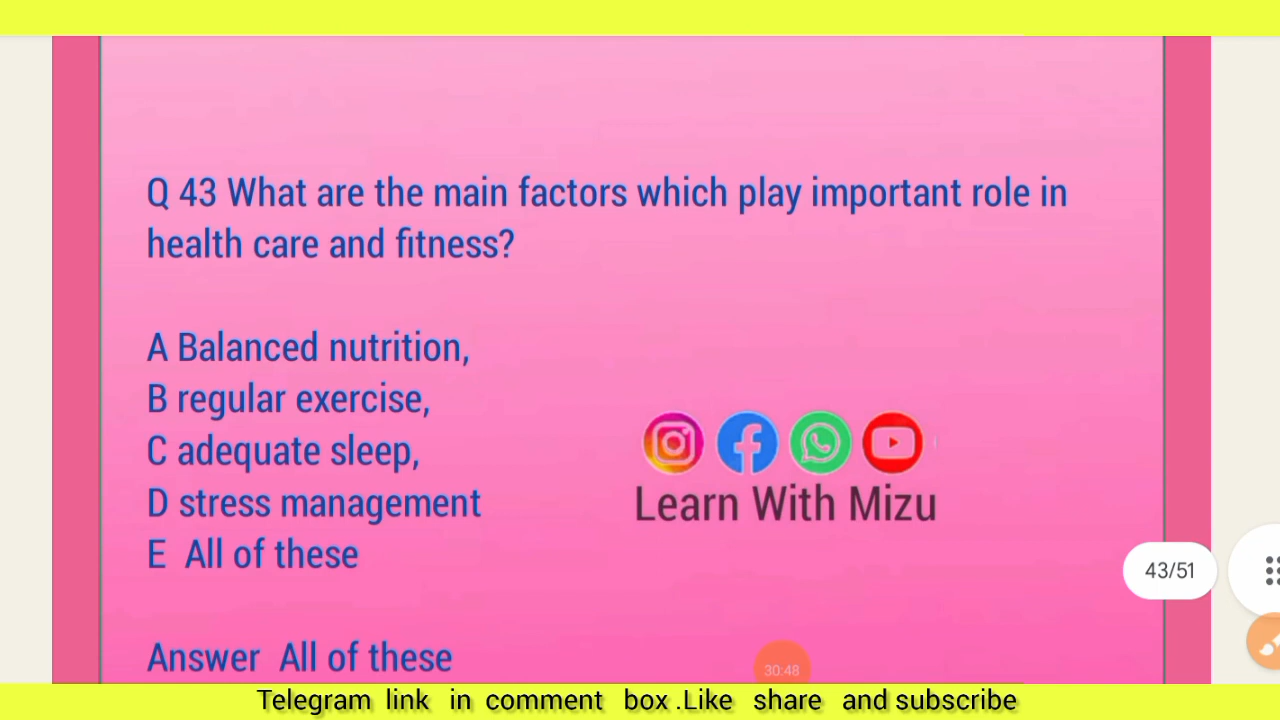 Q 43 What are the main factors which play important role in
health care and fitness?
A Balanced nutrition,
B regular exercise,
C adequate sleep,
D stress management
E All of these
Learn With Mizu
43/51
Answer All of these
30:48
Telegram link in comment box .Like share and subscribe